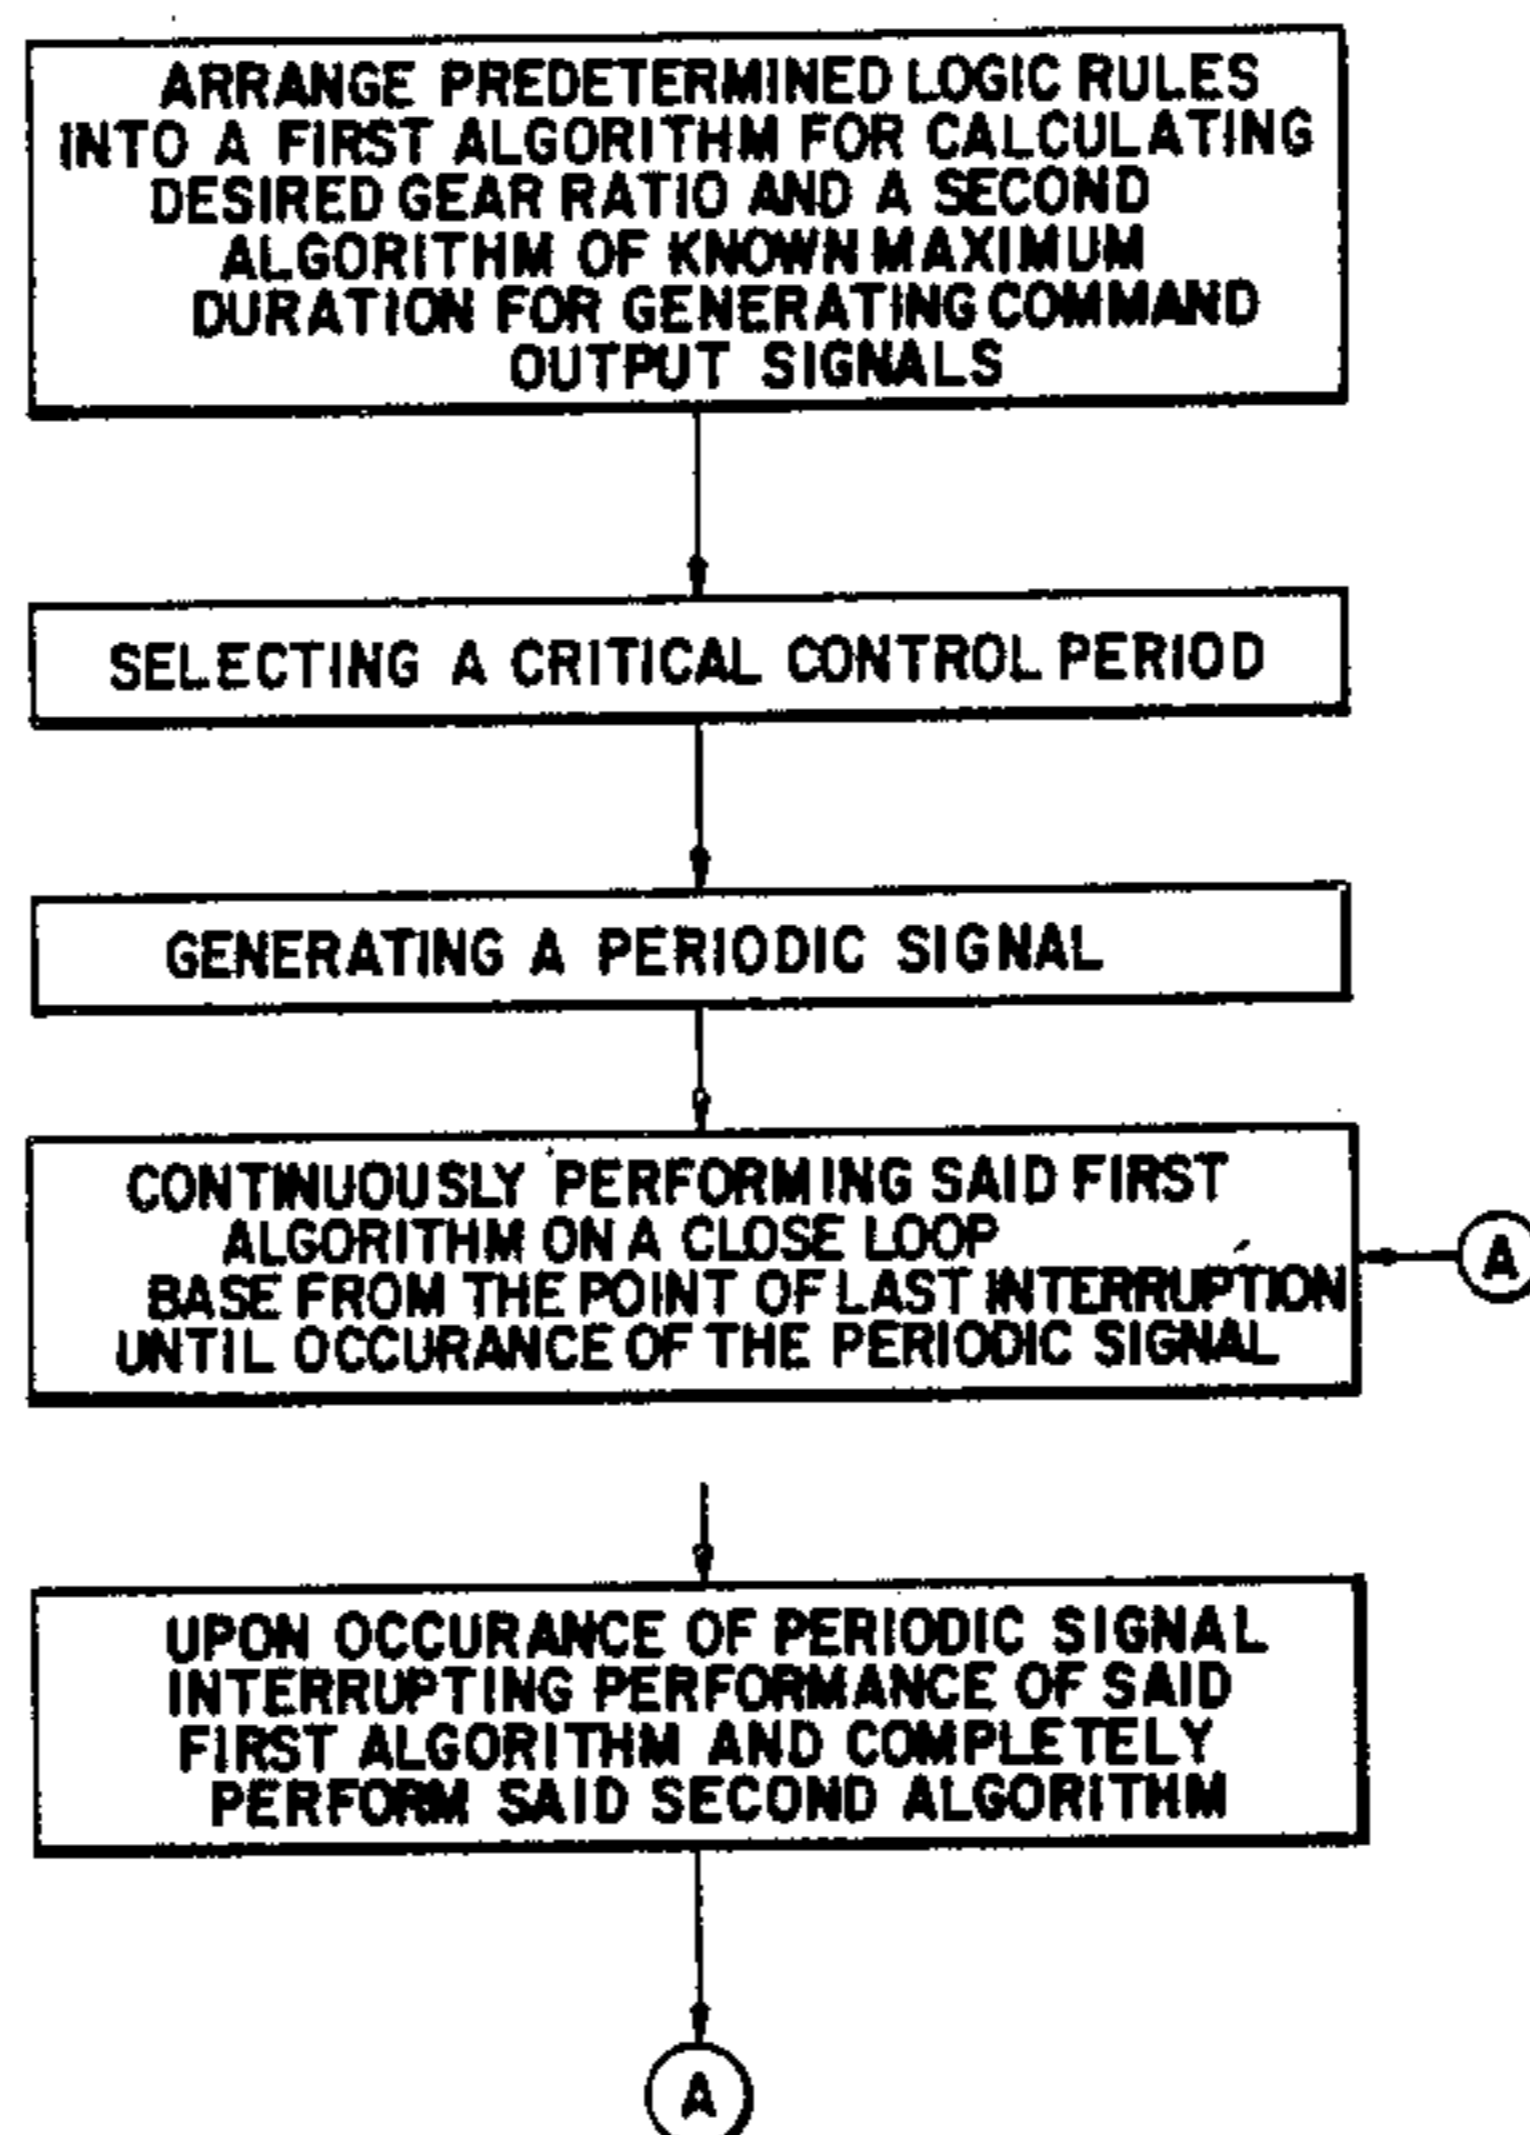 ARRANGE PREDETERMINED LOGIC RULES
INTO A FIRST ALGORITHM FOR CALCULATING
DESIRED GEAR RATIO AND A SECOND
ALGORITHM OF KNOWN MAXIMUM
DURATION FOR GENERATING COMMAND
OUTPUT SIGNALS
SELECTING A CRITICAL CONTROL PERIOD
GENERATING A PERIODIC SIGNAL
CONTINUOUSLY PERFORMING SAID FIRST
ALGORITHM ON A CLOSE LOOP
BASE FROM THE POINT OF LAST INTERRUPTION
UNTIL OCCURANCE OF THE PERIODIC SIGNAL
A
UPON OCCURANCE OF PERIODIC SIGNAL
INTERRUPTING PERFORMANCE OF SAID
FIRST ALGORITHM AND COMPLETELY
PERFORM SAID SECOND ALGORITHM
A